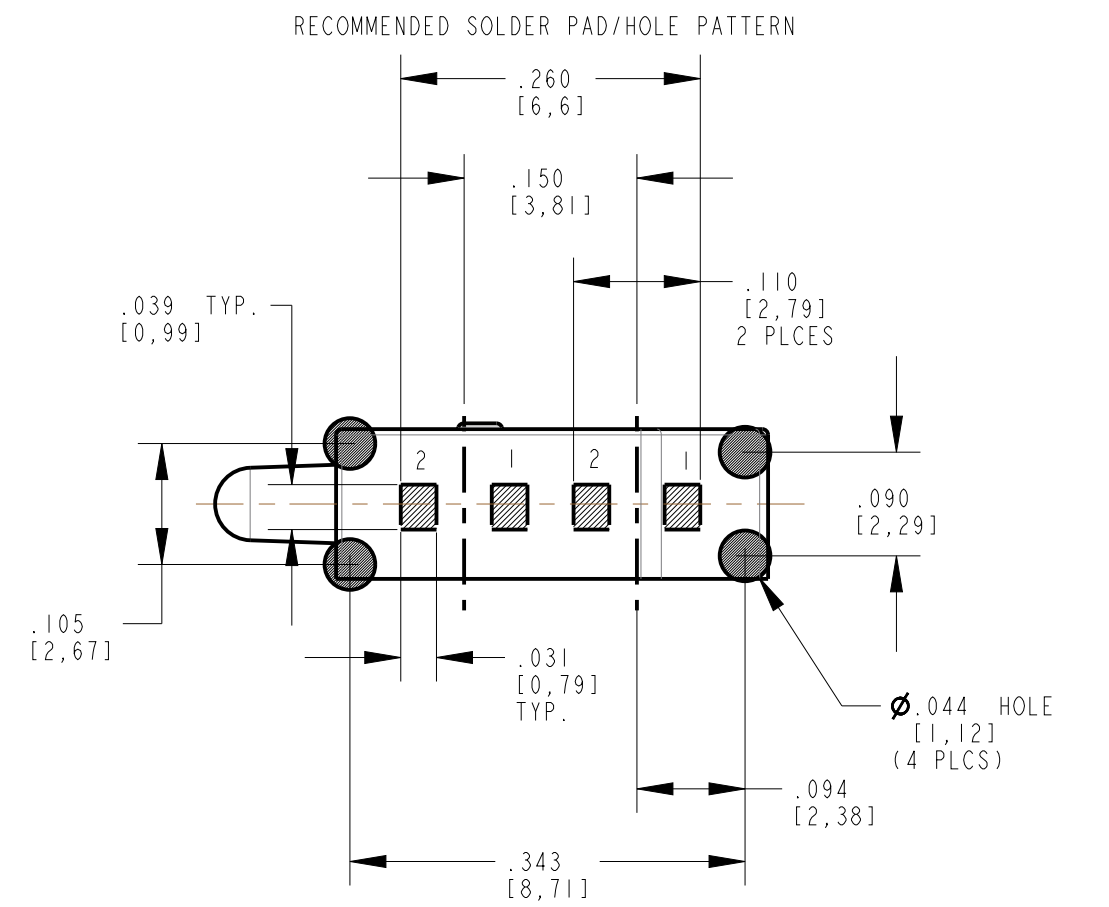 RECOMMENDED SOLDER PAD/HOLE PATTERN
.260
[6,6]
.150
[3,81]
.110
[2,79]
2 PLCES
.039 TYP.
[0,99]
2 1 2 1
.090
[2,29]
.105
[2,67]
.031
[0,79]
TYP.
Ø.044 HOLE
[1,12]
(4 PLCS)
.094
[2,38]
.343
[8,71]